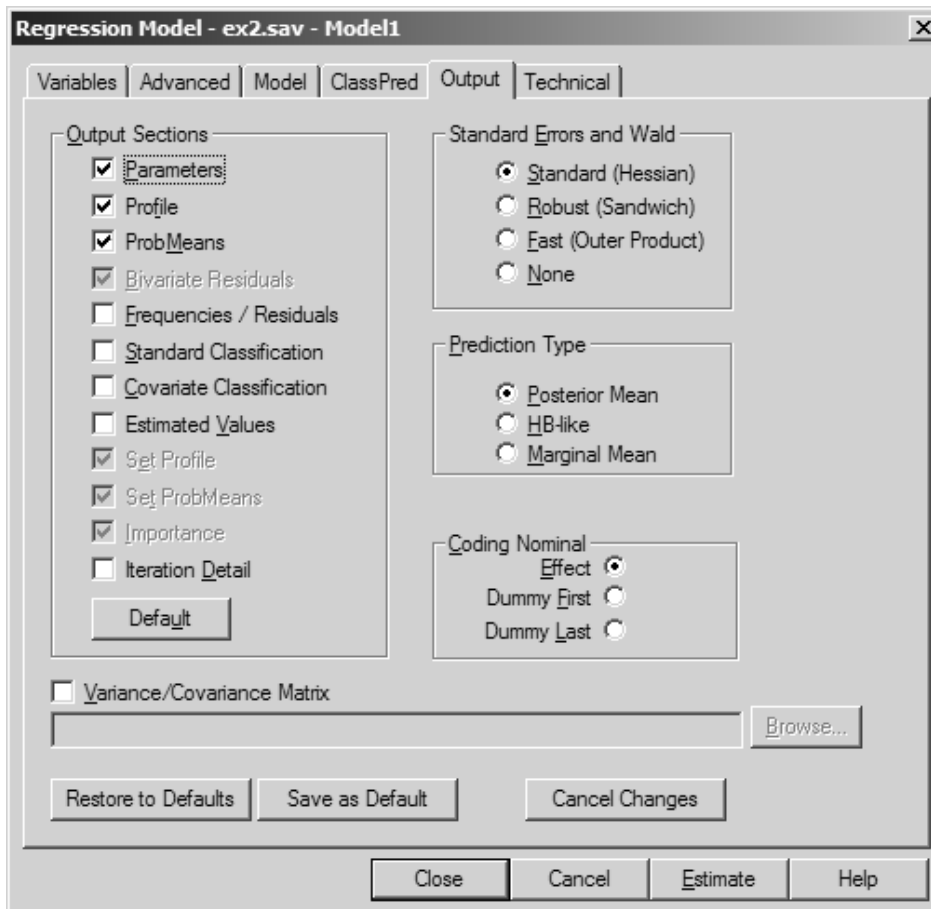 Regression Model - ex2.sav - Model1
Variables Advanced Model ClassPred Output Technical
Output Sections
Parameters
Profile
ProbMeans
Bivariate Residuals
Frequencies / Residuals
Standard Classification
Covariate Classification
Estimated Values
Set Profile
Set ProbMeans
Importance
Iteration Detail
Default
Standard Errors and Wald
Standard (Hessian)
Robust (Sandwich)
Fast (Outer Product)
None
Prediction Type
Posterior Mean
HB-like
Marginal Mean
Coding Nominal
Effect
Dummy First
Dummy Last
Variance/Covariance Matrix
Browse...
Restore to Defaults Save as Default Cancel Changes
Close Cancel Estimate Help